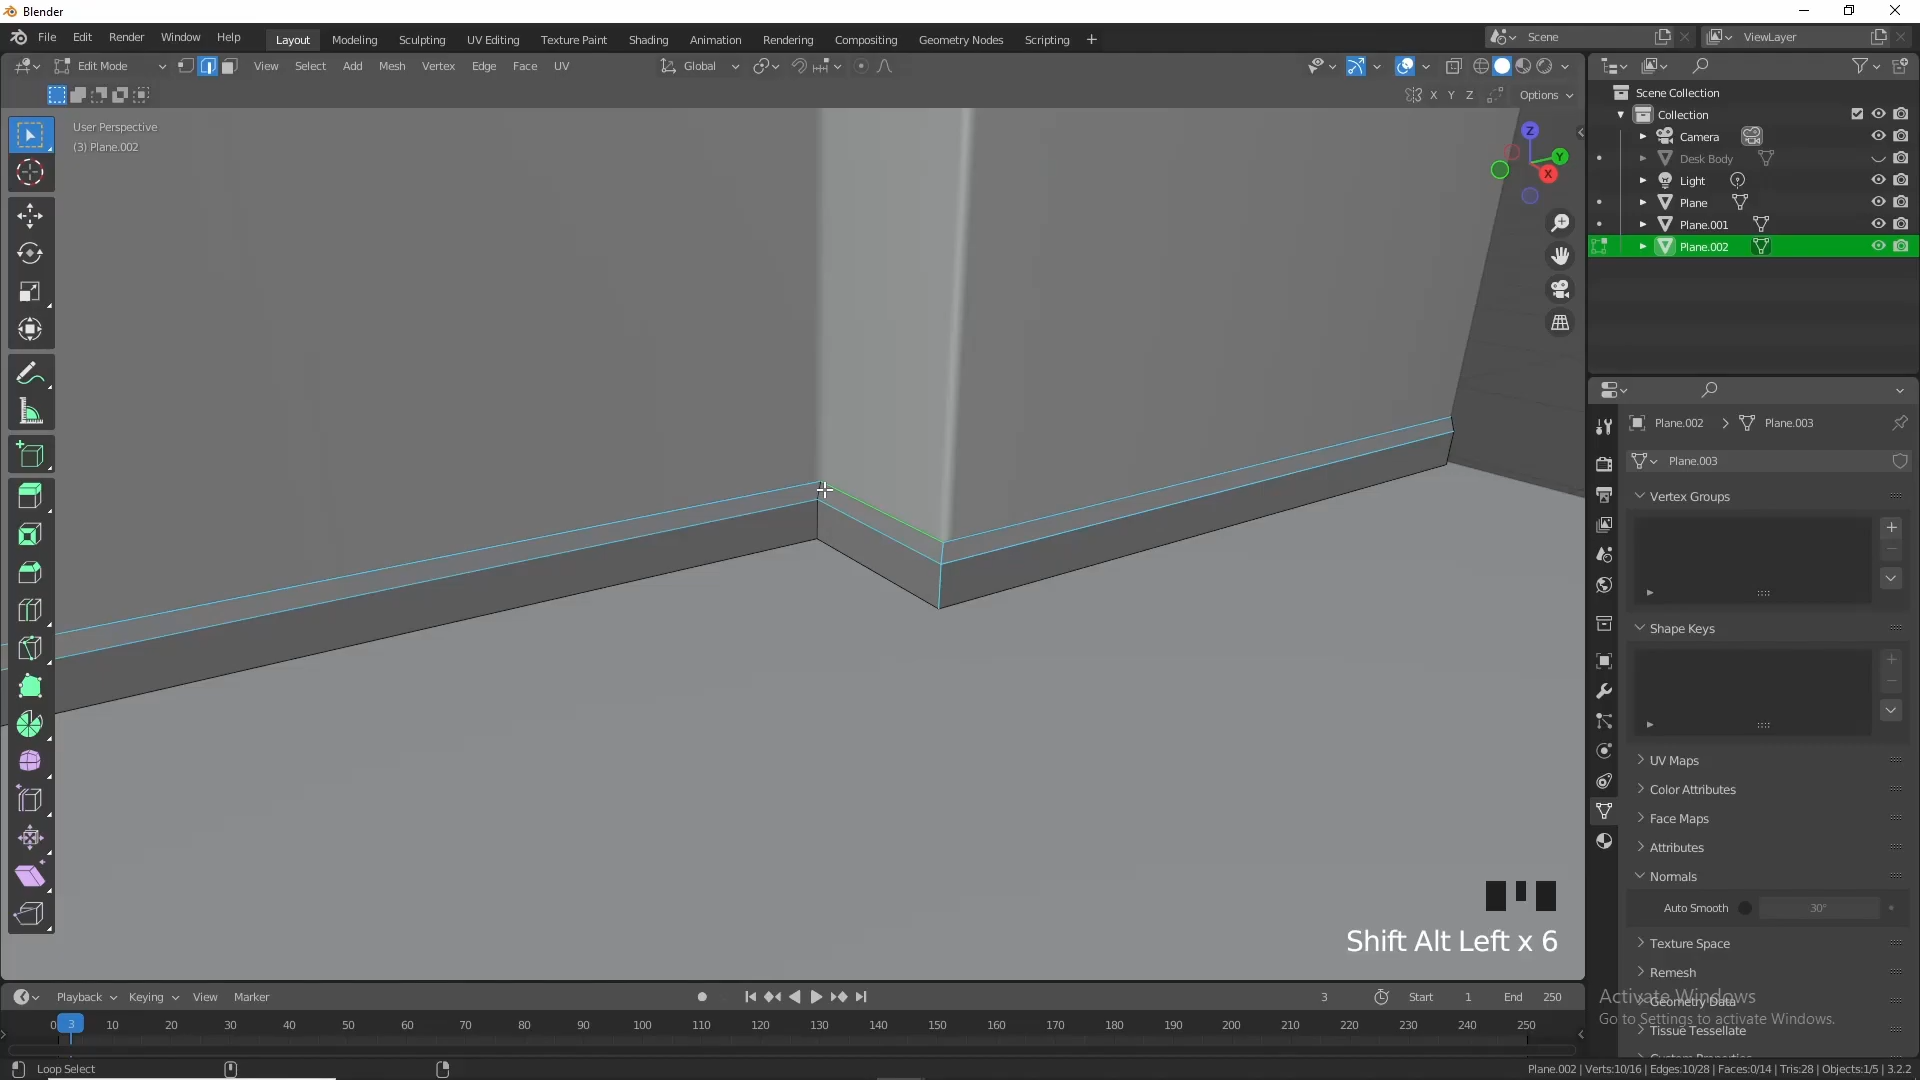 Blender
File Edit Render Window Help
Layout Modeling Sculpting UV Editing Texture Paint Shading Animation Rendering Compositing Geometry Nodes Scripting
Scene
ViewLayer
Edit Mode
View Select Add Mesh Vertex Edge Face UV
Global
X Y Z
Options
User Perspective
(3) Plane.002
Z
Y
X
Scene Collection
Collection
Camera
Desk Body
Light
Plane
Plane.001
Plane.002
Plane.002 Plane.003
Plane.003
Vertex Groups
Shape Keys
UV Maps
Color Attributes
Face Maps
Attributes
Normals
Auto Smooth 30°
Texture Space
Remesh
Geometry Data
Tissue Tessellate
Activate Windows
Go to Settings to activate Windows.
Shift Alt Left x 6
Playback Keying View Marker
3 Start 1 End 250
0 3 10 20 30 40 50 60 70 80 90 100 110 120 130 140 150 160 170 180 190 200 210 220 230 240 250
Loop Select
Plane.002 | Verts:10/16 | Edges:10/28 | Faces:0/14 | Tris:28 | Objects:1/5 | 3.2.2